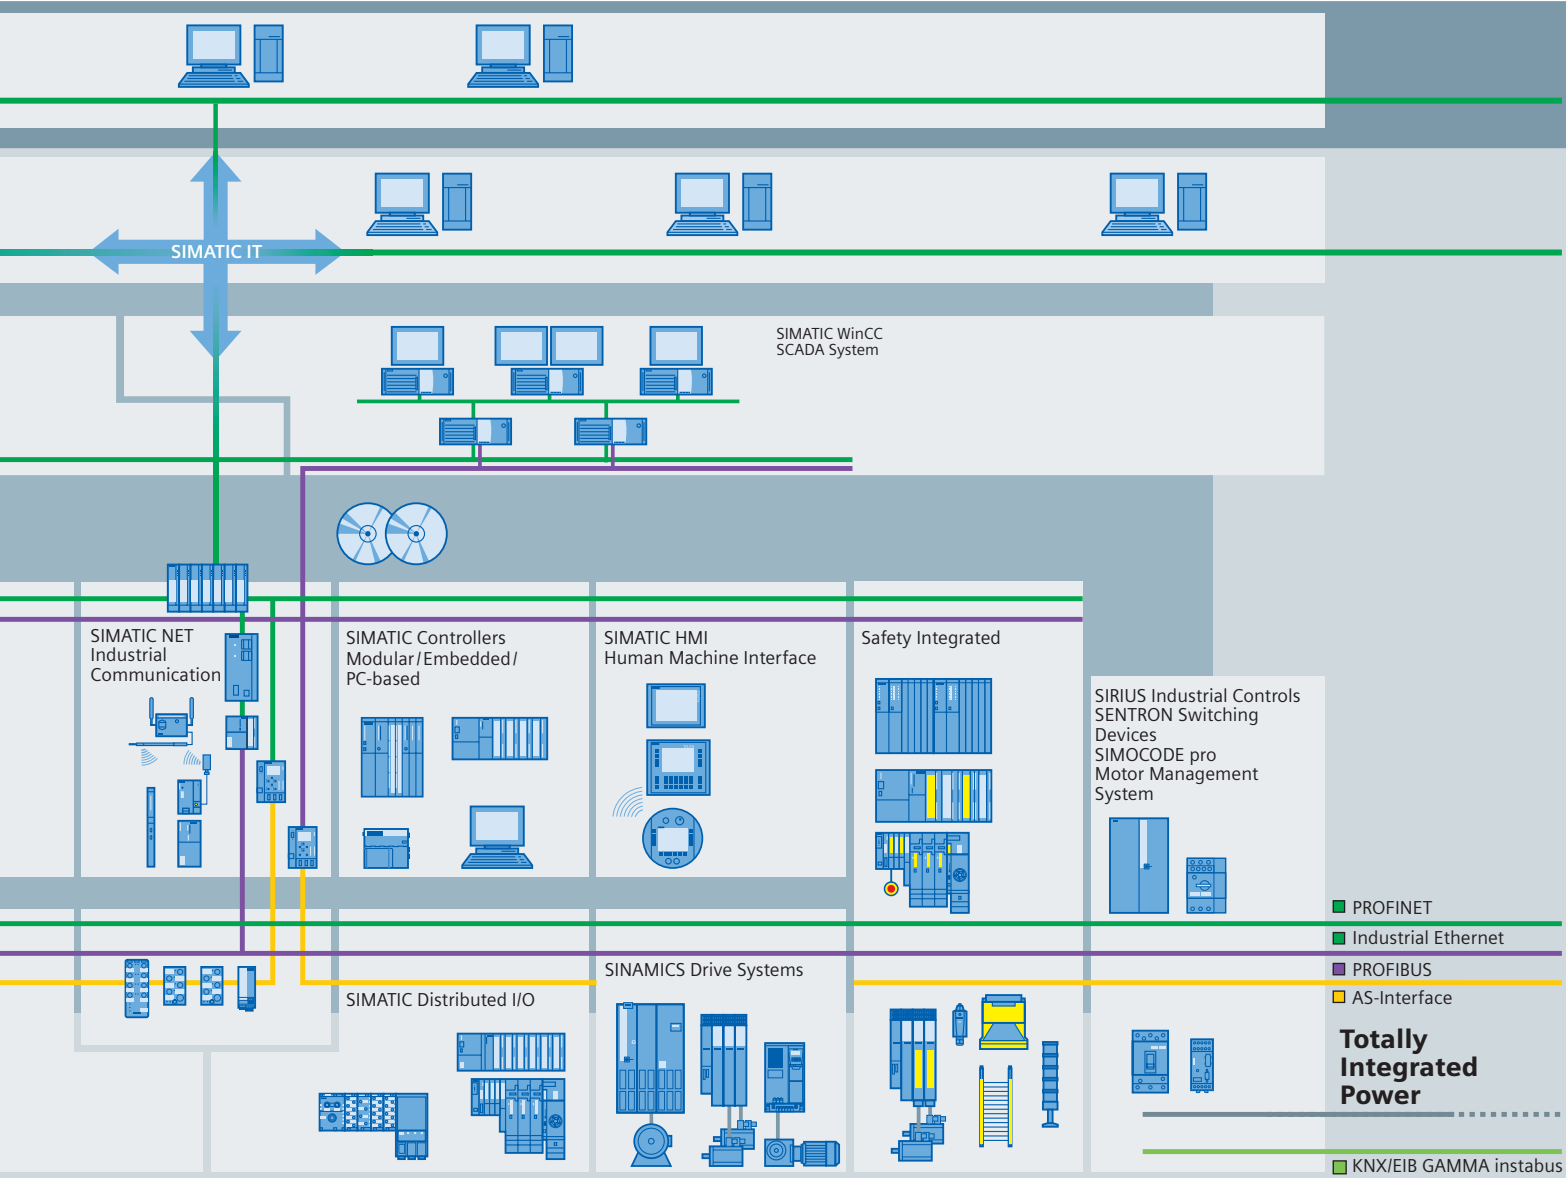 SIMATIC IT
SIMATIC WinCC
SCADA System
SIMATIC NET
Industrial
Communication
SIMATIC Controllers
Modular/Embedded/
PC-based
SIMATIC HMI
Human Machine Interface
Safety Integrated
SIRIUS Industrial Controls
SENTRON Switching
Devices
SIMOCODE pro
Motor Management
System
PROFINET
Industrial Ethernet
PROFIBUS
AS-Interface
SINAMICS Drive Systems
SIMATIC Distributed I/O
Totally
Integrated
Power
KNX/EIB GAMMA instabus